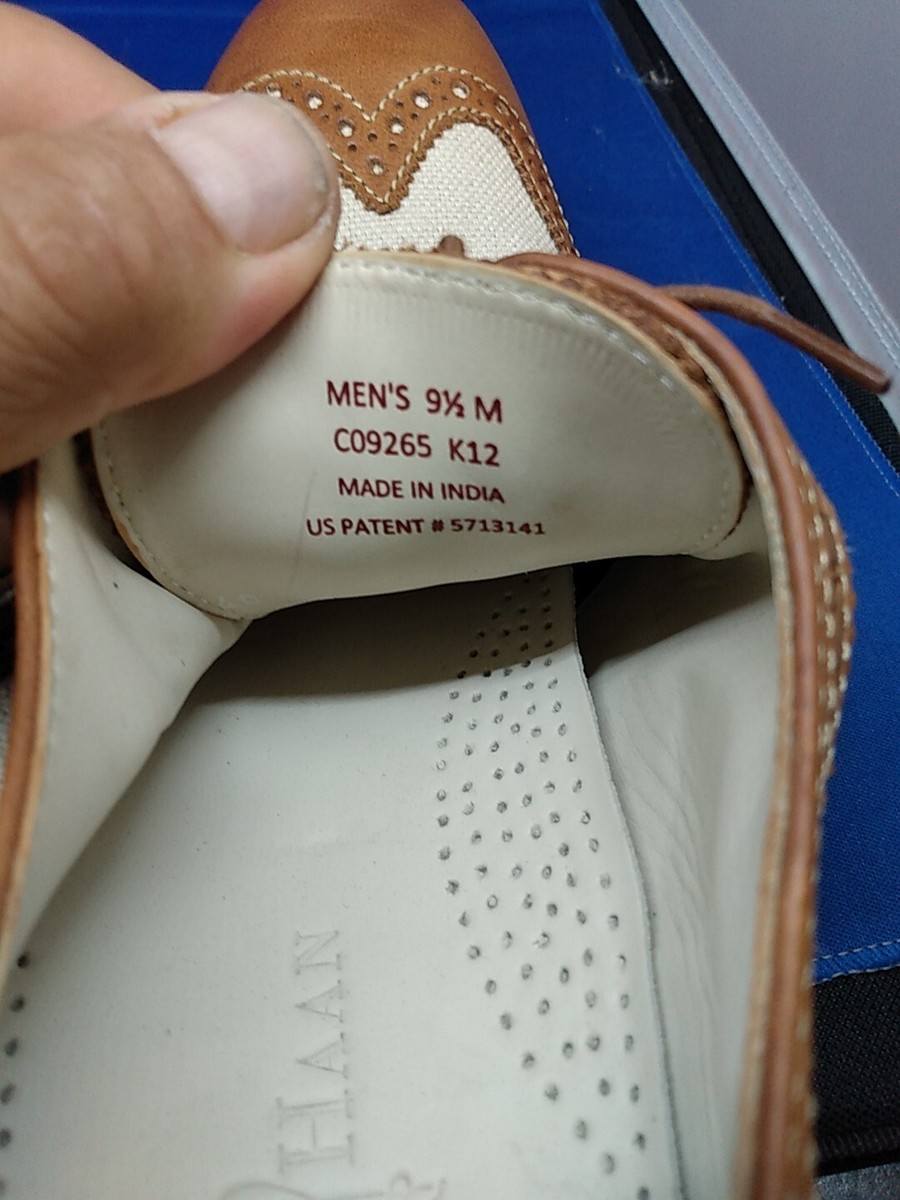 MEN'S 9½ M
C09265 K12
MADE IN INDIA
US PATENT # 5713141
HAAN